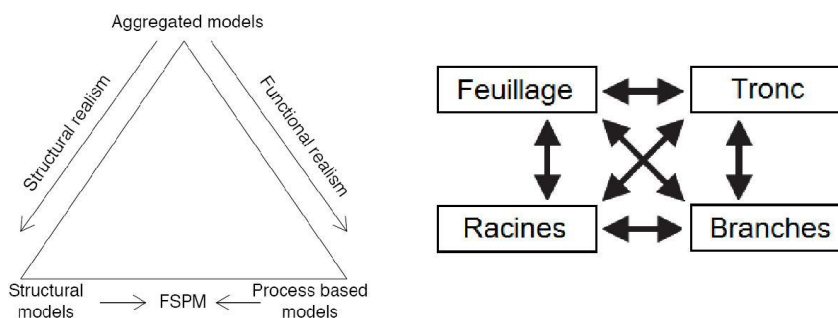 Aggregated models
Structural realism
Functional realism
Structural
models
FSPM
Process based
models
Feuillage
Tronc
Racines
Branches